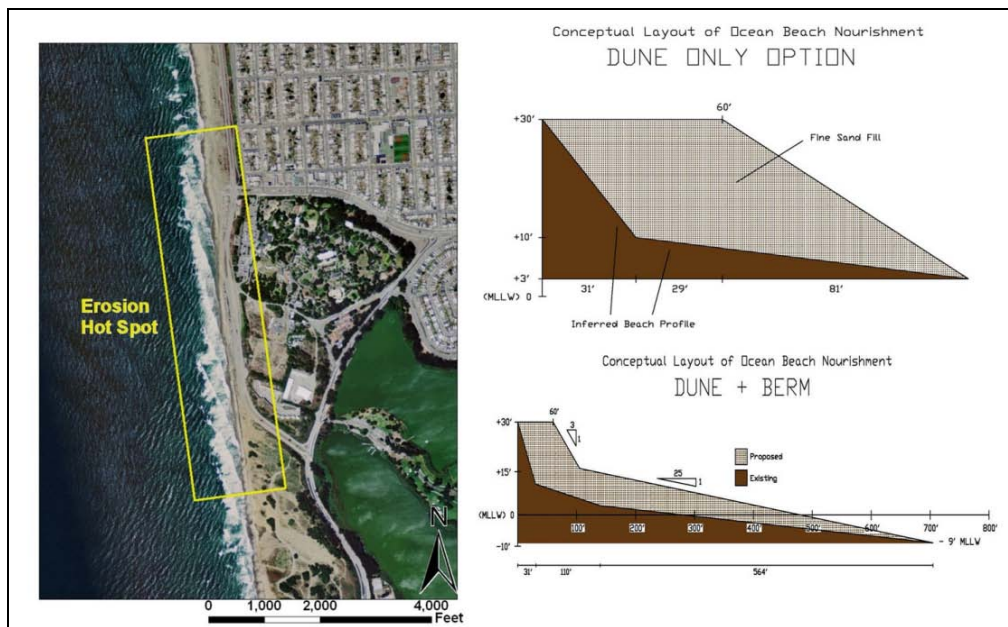 Erosion
Hot Spot
N
0 1,000 2,000 4,000
Feet
Conceptual Layout of Ocean Beach Nourishment
DUNE ONLY OPTION
60'
+30'
Fine Sand Fill
+10'
+3'
(MLLW) 0
31' 29' 81'
Inferred Beach Profile
Conceptual Layout of Ocean Beach Nourishment
DUNE + BERM
60'
+30'
3
1
25
1
Proposed
Existing
+15'
(MLLW) 0
100' 200' 300' 400' 500' 600' 700' 800'
-10'
- 9' MLLW
31' 110' 564'